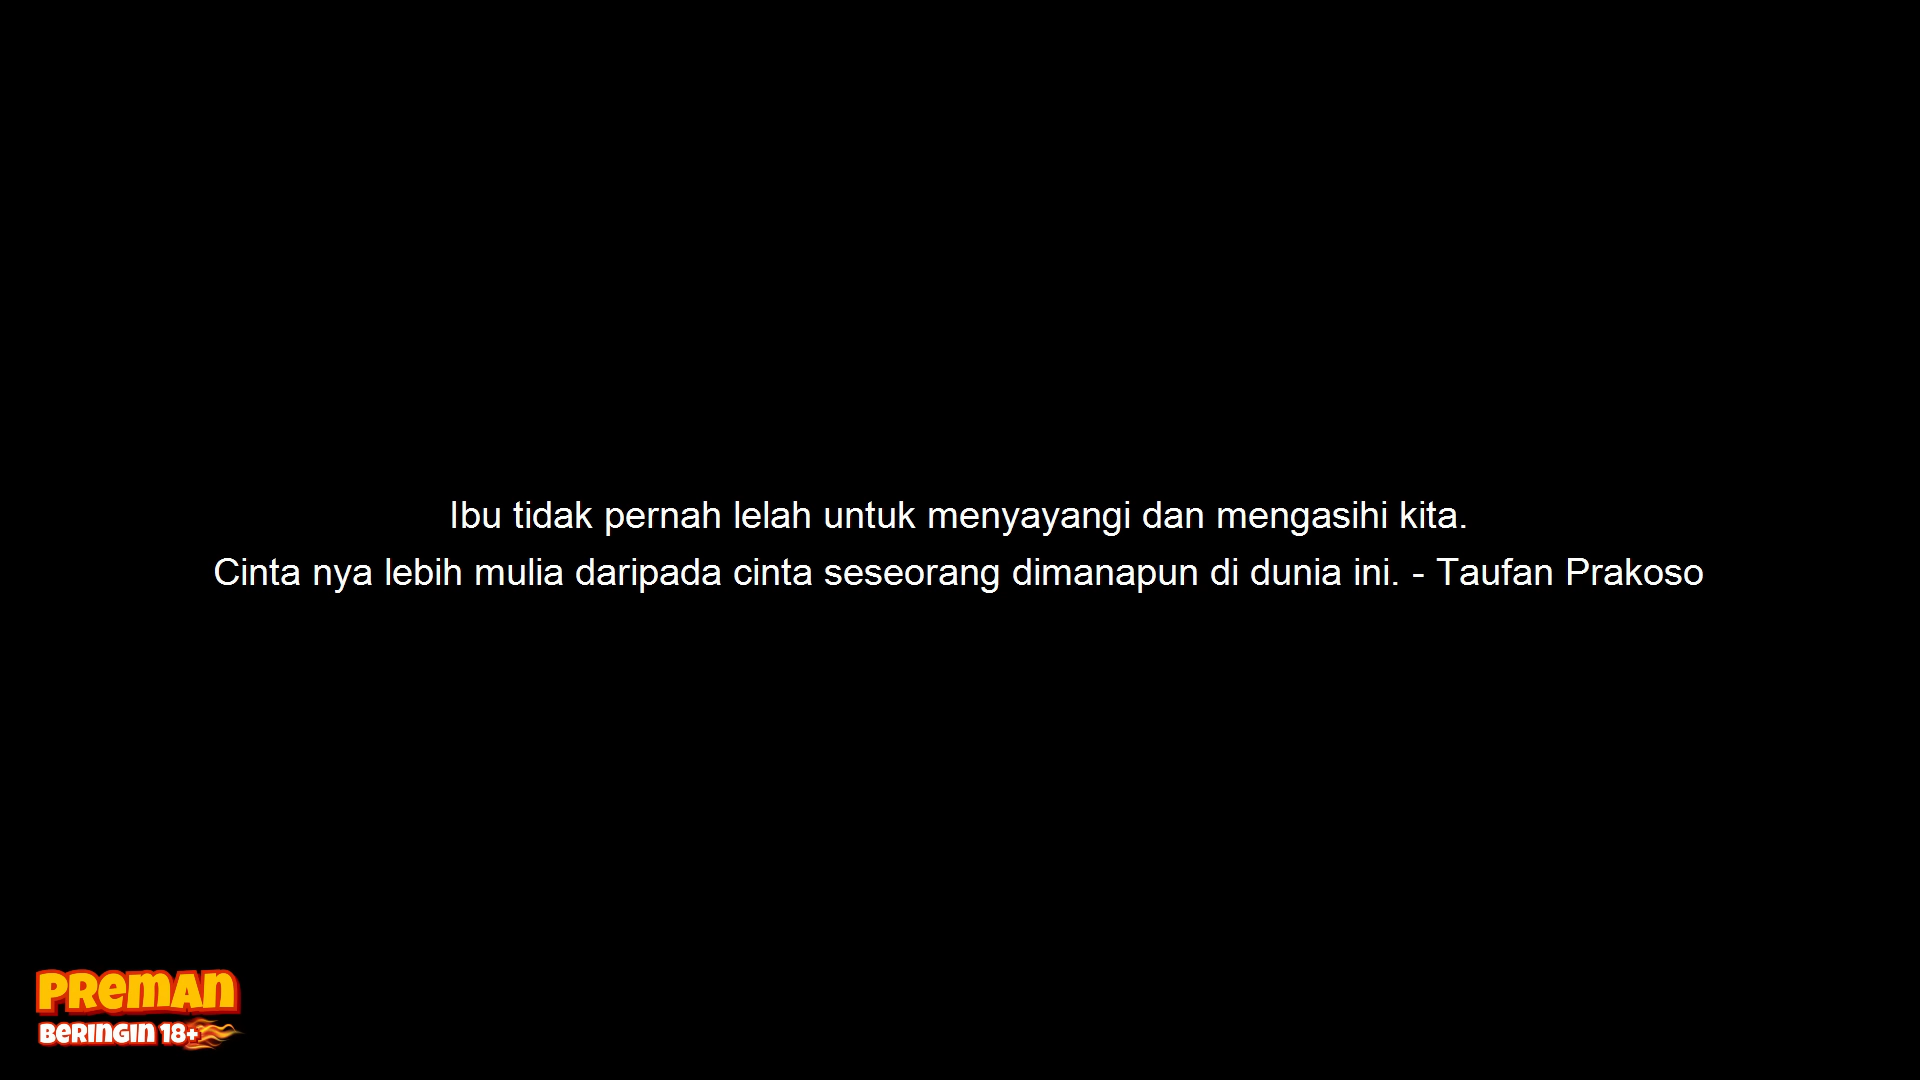 Ibu tidak pernah lelah untuk menyayangi dan mengasihi kita.
Cinta nya lebih mulia daripada cinta seseorang dimanapun di dunia ini. - Taufan Prakoso
PREMAN
BERINGIN 18+